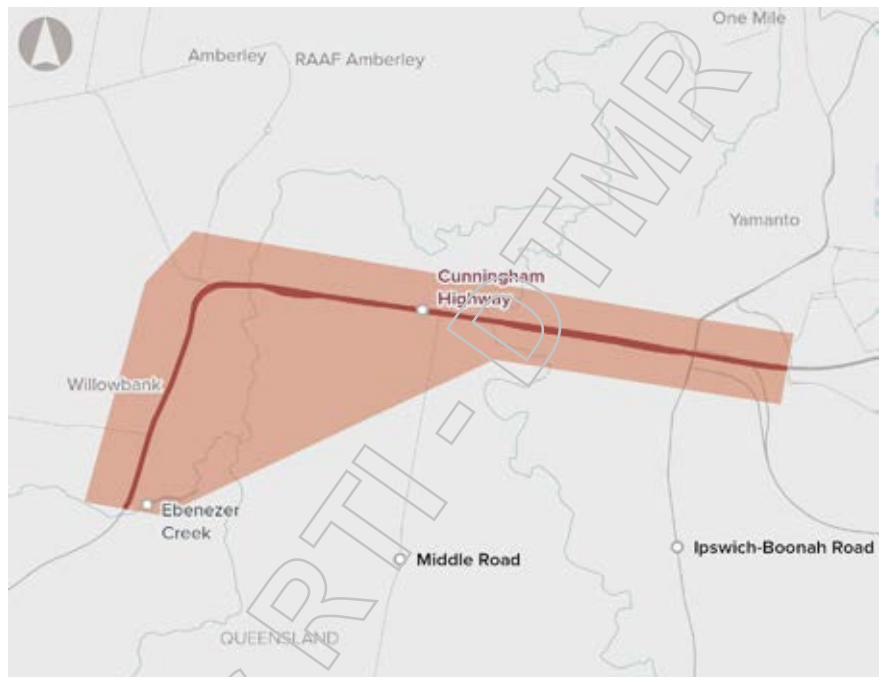 One Mile
Amberley
RAAF Amberley
Yamanto
Cunningham
Highway
Willowbank
Ebenezer
Creek
Middle Road
Ipswich-Boonah Road
QUEENSLAND
RTI - DTMR